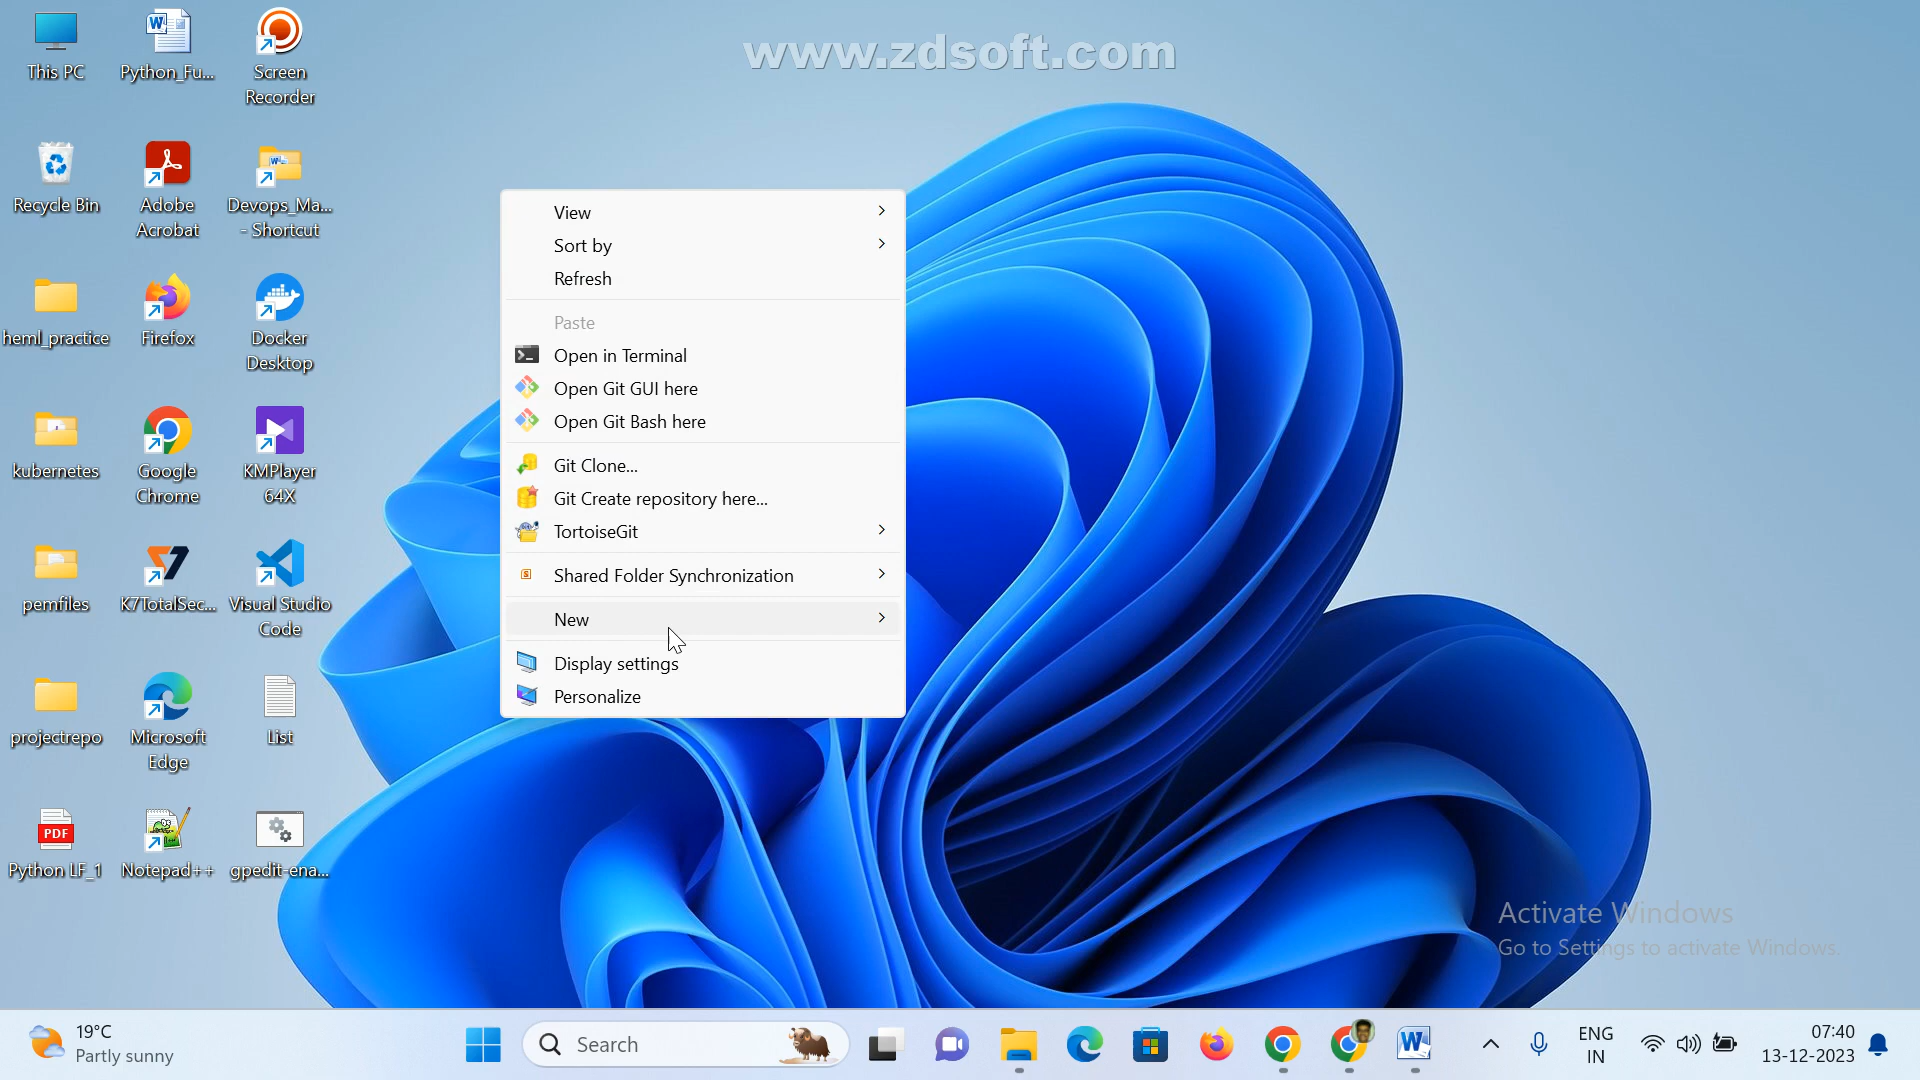 www.zdsoft.com
This PC
Python_Fu...
Screen
Recorder
Recycle Bin
Adobe
Acrobat
Devops_Ma...
- Shortcut
heml_practice
Firefox
Docker
Desktop
kubernetes
Google
Chrome
KMPlayer
64X
pemfiles
K7TotalSec...
Visual Studio
Code
projectrepo
Microsoft
Edge
List
PDF
Python LF_1
Notepad++
gpedit-ena...
View
Sort by
Refresh
Paste
Open in Terminal
Open Git GUI here
Open Git Bash here
Git Clone...
Git Create repository here...
TortoiseGit
Shared Folder Synchronization
New
Display settings
Personalize
Activate Windows
Go to Settings to activate Windows.
19°C
Partly sunny
Search
ENG
IN
07:40
13-12-2023